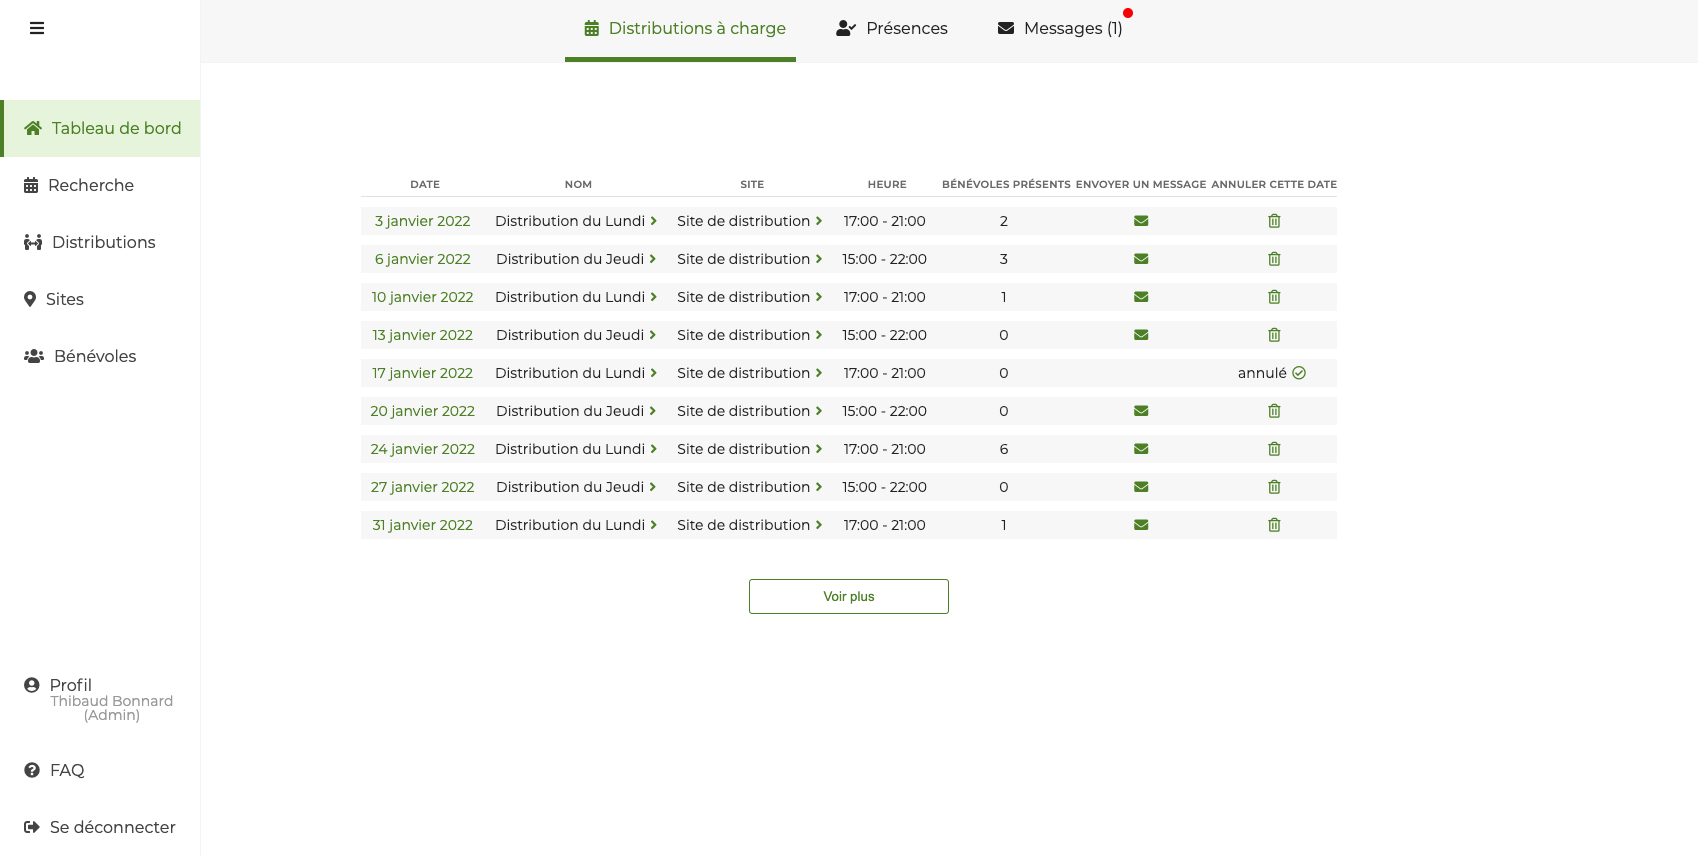 Distributions à charge Présences Messages (1)
Tableau de bord
Recherche
Distributions
Sites
Bénévoles
Profil
Thibaud Bonnard
(Admin)
FAQ
Se déconnecter
DATE NOM SITE HEURE BÉNÉVOLES PRÉSENTS ENVOYER UN MESSAGE ANNULER CETTE DATE
3 janvier 2022 Distribution du Lundi Site de distribution 17:00 - 21:00 2
6 janvier 2022 Distribution du Jeudi Site de distribution 15:00 - 22:00 3
10 janvier 2022 Distribution du Lundi Site de distribution 17:00 - 21:00 1
13 janvier 2022 Distribution du Jeudi Site de distribution 15:00 - 22:00 0
17 janvier 2022 Distribution du Lundi Site de distribution 17:00 - 21:00 0 annulé
20 janvier 2022 Distribution du Jeudi Site de distribution 15:00 - 22:00 0
24 janvier 2022 Distribution du Lundi Site de distribution 17:00 - 21:00 6
27 janvier 2022 Distribution du Jeudi Site de distribution 15:00 - 22:00 0
31 janvier 2022 Distribution du Lundi Site de distribution 17:00 - 21:00 1
Voir plus